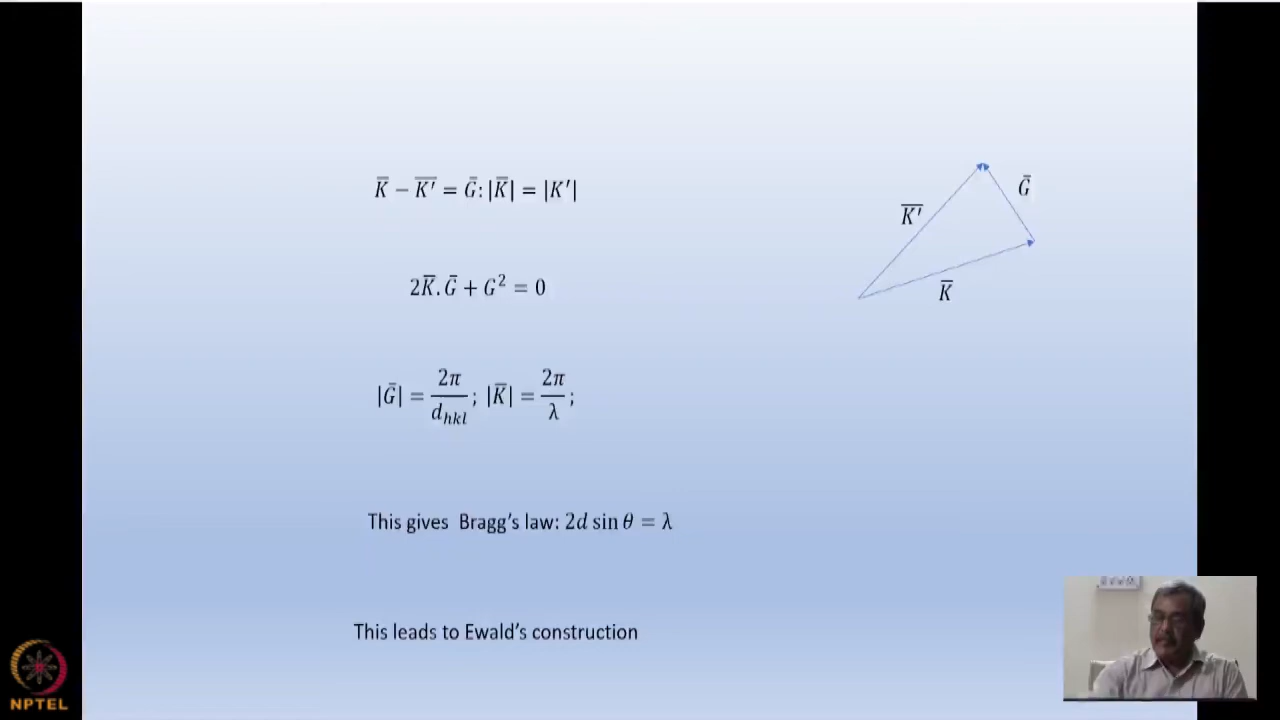 K̅ − K̅'̅ = G̅: |K̅| = |K'|
2K̅.G̅ + G² = 0
|G̅| = 2π/d_hkl ; |K̅| = 2π/λ ;
This gives Bragg's law: 2d sin θ = λ
This leads to Ewald's construction
K̅'̅
G̅
K̅
NPTEL